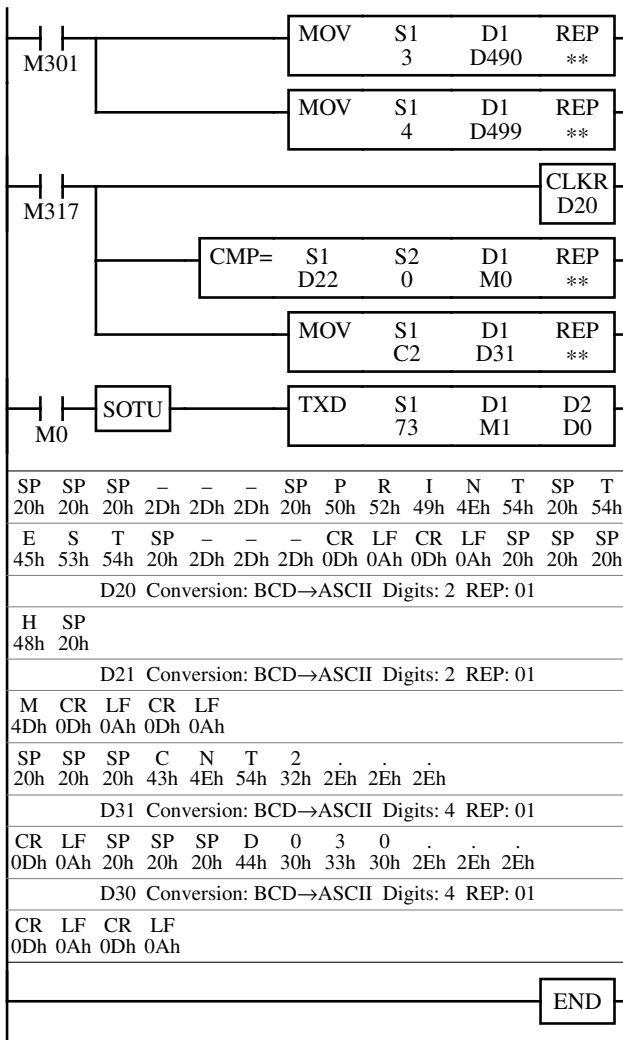 MOV S1 D1 REP
M301 3 D490 **
MOV S1 D1 REP
4 D499 **
CLKR
M317 D20
CMP= S1 S2 D1 REP
D22 0 M0 **
MOV S1 D1 REP
C2 D31 **
SOTU TXD S1 D1 D2
M0 73 M1 D0
SP SP SP – – – SP P R I N T SP T
20h 20h 20h 2Dh 2Dh 2Dh 20h 50h 52h 49h 4Eh 54h 20h 54h
E S T SP – – – CR LF CR LF SP SP SP
45h 53h 54h 20h 2Dh 2Dh 2Dh 0Dh 0Ah 0Dh 0Ah 20h 20h 20h
D20 Conversion: BCD→ASCII Digits: 2 REP: 01
H SP
48h 20h
D21 Conversion: BCD→ASCII Digits: 2 REP: 01
M CR LF CR LF
4Dh 0Dh 0Ah 0Dh 0Ah
SP SP SP C N T 2 . . .
20h 20h 20h 43h 4Eh 54h 32h 2Eh 2Eh 2Eh
D31 Conversion: BCD→ASCII Digits: 4 REP: 01
CR LF SP SP SP D 0 3 0 . . .
0Dh 0Ah 20h 20h 20h 44h 30h 33h 30h 2Eh 2Eh 2Eh
D30 Conversion: BCD→ASCII Digits: 4 REP: 01
CR LF CR LF
0Dh 0Ah 0Dh 0Ah
END